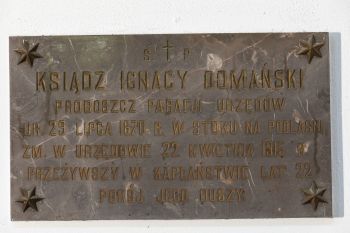 Ś † P
KSIĄDZ IGNACY DOMAŃSKI
PROBOSZCZ PARAFJI URZĘDÓW
UR. 29 LIPCA 1870 R. W STOKU NA PODLASIU
ZM. W URZĘDOWIE 22 KWIETNIA R.
PRZEŻYWSZY W KAPŁAŃSTWIE LAT 22
POKÓJ JEGO DUSZY